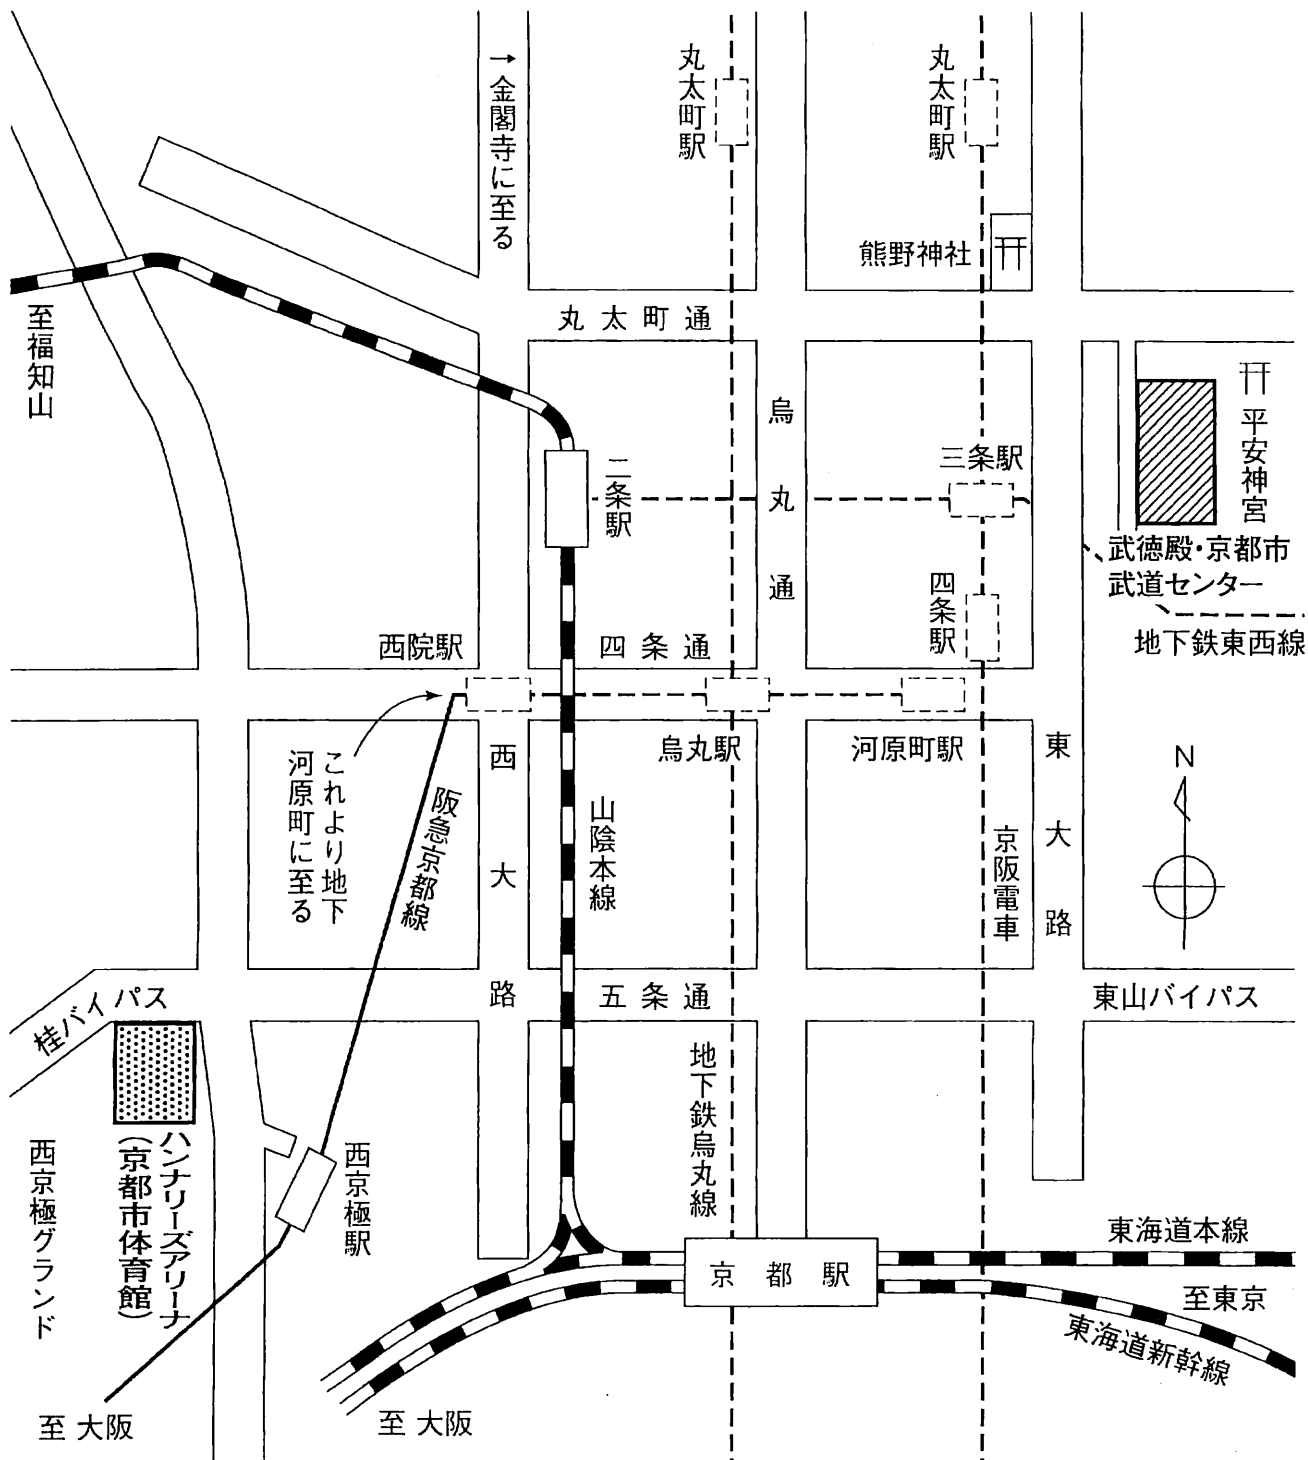 →金閣寺に至る
丸太町駅
丸太町駅
熊野神社
至福知山
丸太町通
烏丸通
二条駅
三条駅
平安神宮
武徳殿・京都市
武道センター
地下鉄東西線
四条駅
西院駅
四条通
烏丸駅
河原町駅
これより地下
河原町に至る
阪急京都線
西大路
山陰本線
京阪電車
東大路
N
桂バイパス
五条通
東山バイパス
地下鉄烏丸線
西京極グランド
ハンナリーズアリーナ
(京都市体育館)
西京極駅
京都駅
東海道本線
至東京
東海道新幹線
至 大阪
至 大阪